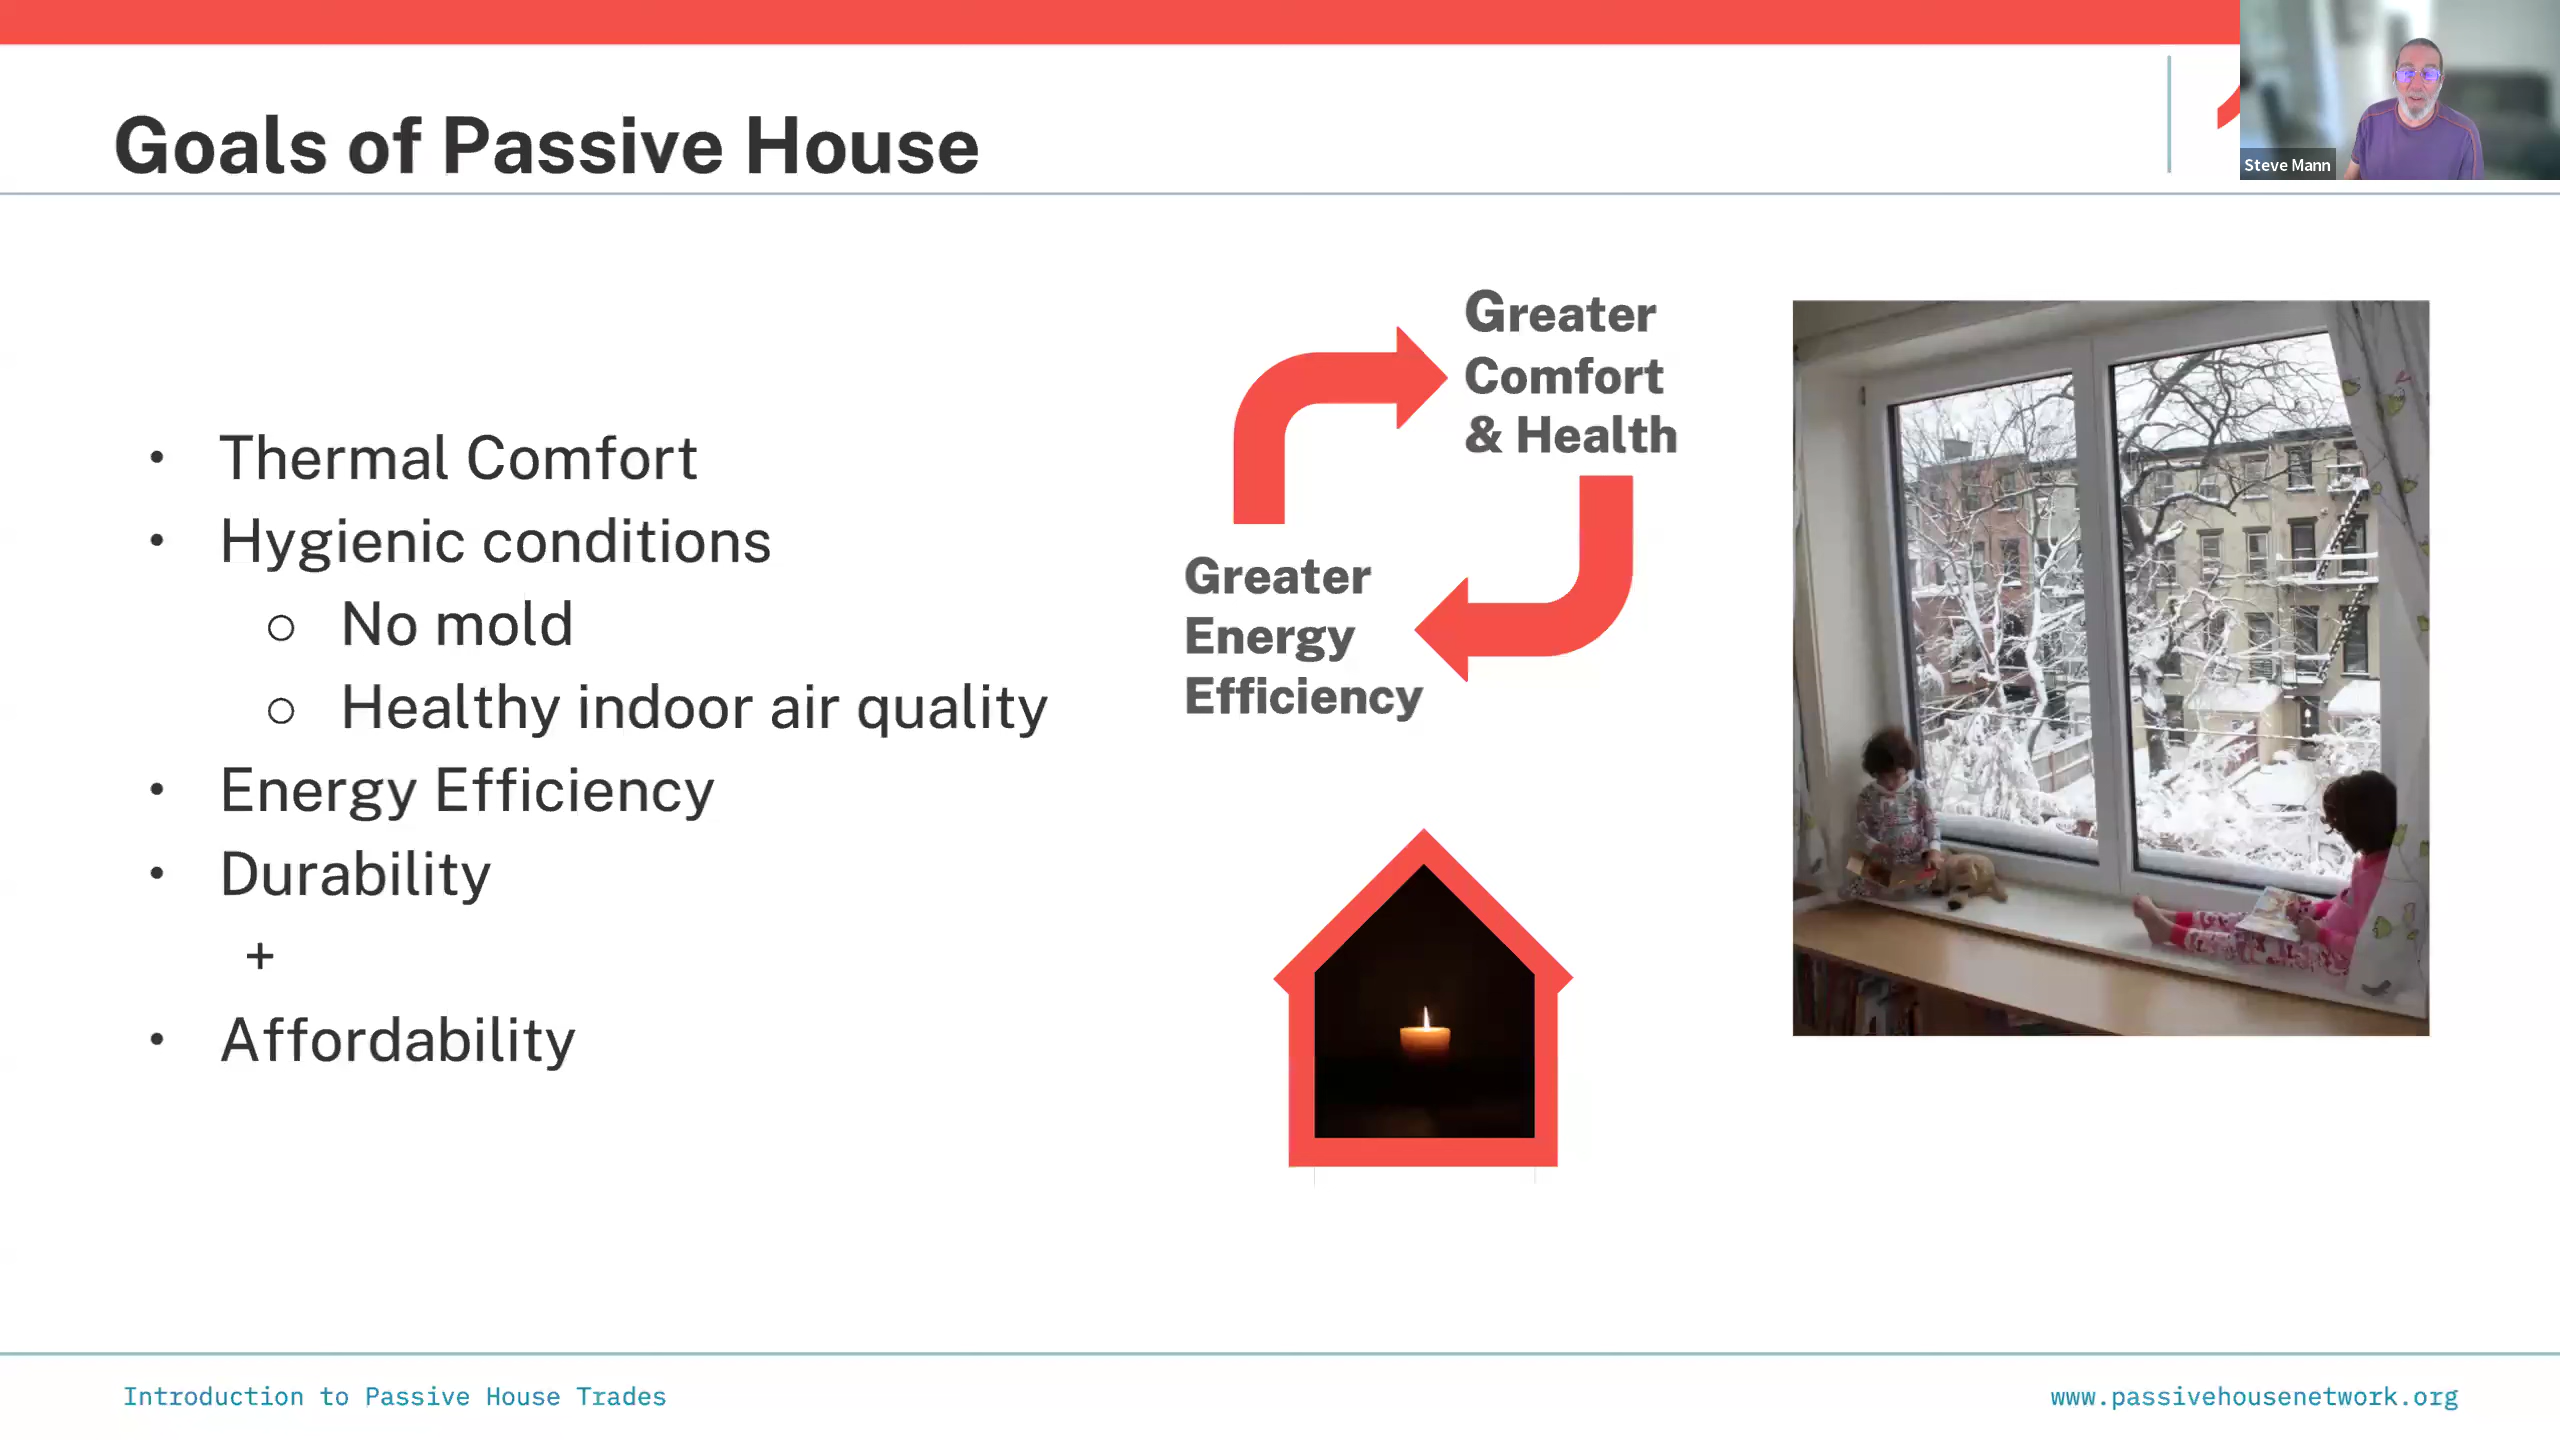 Steve Mann
Goals of Passive House
• Thermal Comfort
• Hygienic conditions
○ No mold
○ Healthy indoor air quality
• Energy Efficiency
• Durability
+
• Affordability
Greater
Comfort
& Health
Greater
Energy
Efficiency
Introduction to Passive House Trades
www.passivehousenetwork.org